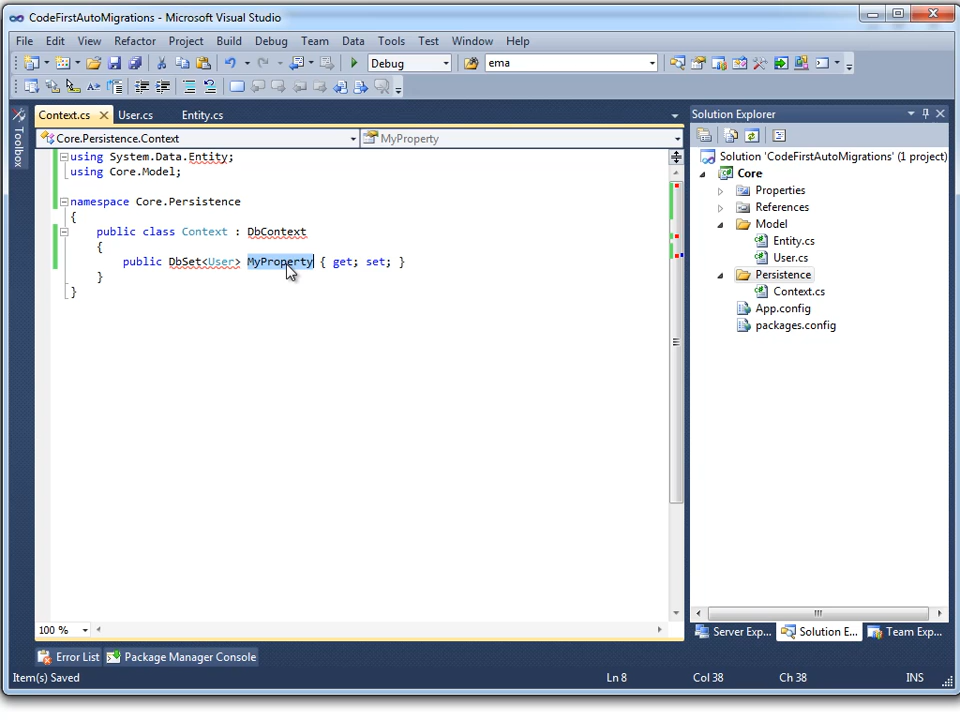 CodeFirstAutoMigrations - Microsoft Visual Studio
File Edit View Refactor Project Build Debug Team Data Tools Test Window Help
Debug ema
Context.cs User.cs Entity.cs
Toolbox
Core.Persistence.Context MyProperty
using System.Data.Entity;
using Core.Model;
namespace Core.Persistence
{
public class Context : DbContext
{
public DbSet<User> MyProperty { get; set; }
}
}
100 %
Solution Explorer
Solution 'CodeFirstAutoMigrations' (1 project)
Core
Properties
References
Model
Entity.cs
User.cs
Persistence
Context.cs
App.config
packages.config
Server Exp... Solution E... Team Exp...
Error List Package Manager Console
Item(s) Saved Ln 8 Col 38 Ch 38 INS